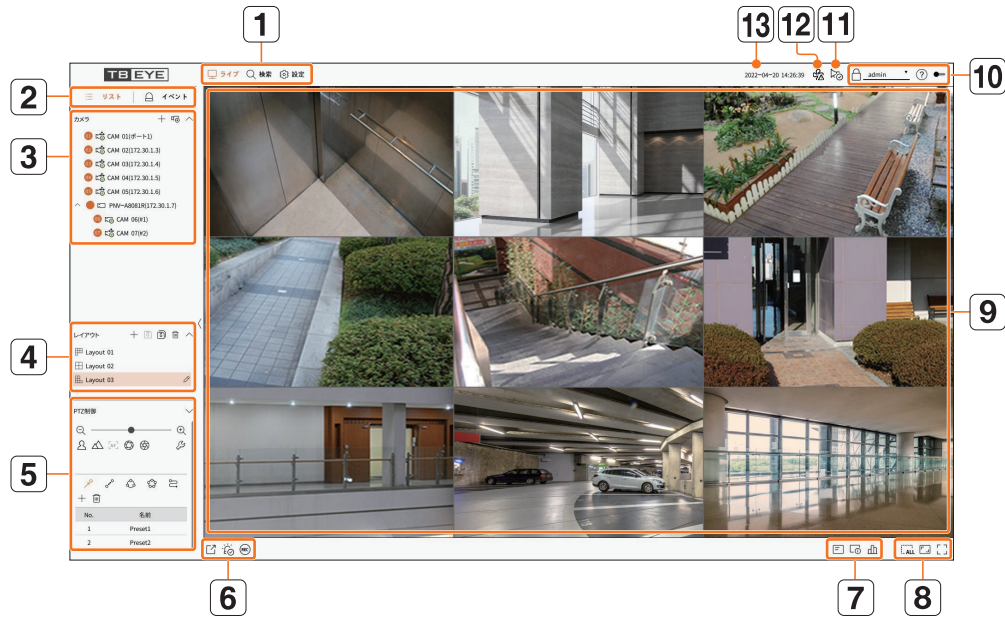 1
13
12
11
TB EYE
ライブ 検索 設定
2022-04-20 14:26:39
admin
?
10
2
リスト
イベント
3
カメラ
CAM 01(ポート1)
CAM 02(172.30.1.3)
CAM 03(172.30.1.4)
CAM 04(172.30.1.5)
CAM 05(172.30.1.6)
PNV-A8081R(172.30.1.7)
CAM 06(#1)
CAM 07(#2)
9
4
レイアウト
Layout 01
Layout 02
Layout 03
5
PTZ制御
AF
No. 名前
1 Preset1
2 Preset2
REC
ALL
6
7
8